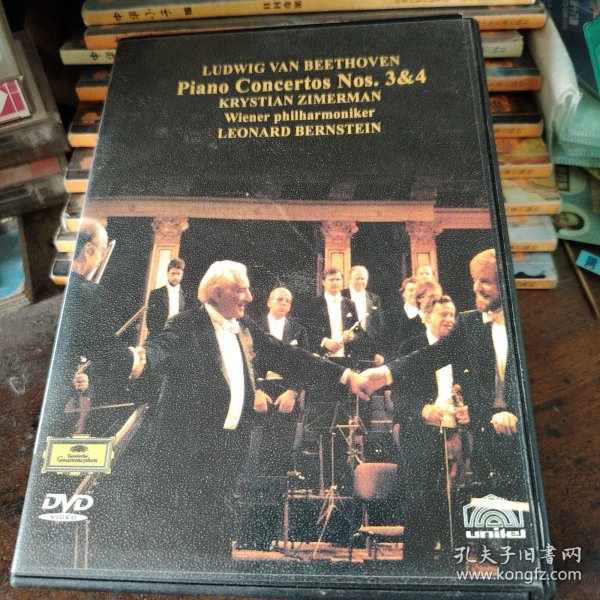 LUDWIG VAN BEETHOVEN
Piano Concertos Nos. 3&4
KRYSTIAN ZIMERMAN
Wiener philharmoniker
LEONARD BERNSTEIN
Deutsche
Grammophon
DVD
VIDEO
unitel
孔夫子旧书网
www.kongfz.com